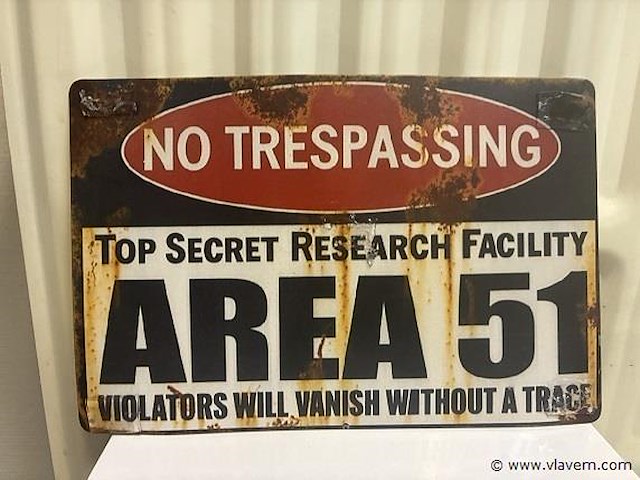 NO TRESPASSING
TOP SECRET RESEARCH FACILITY
AREA 51
VIOLATORS WILL VANISH WITHOUT A TRACE
© www.vlavem.com